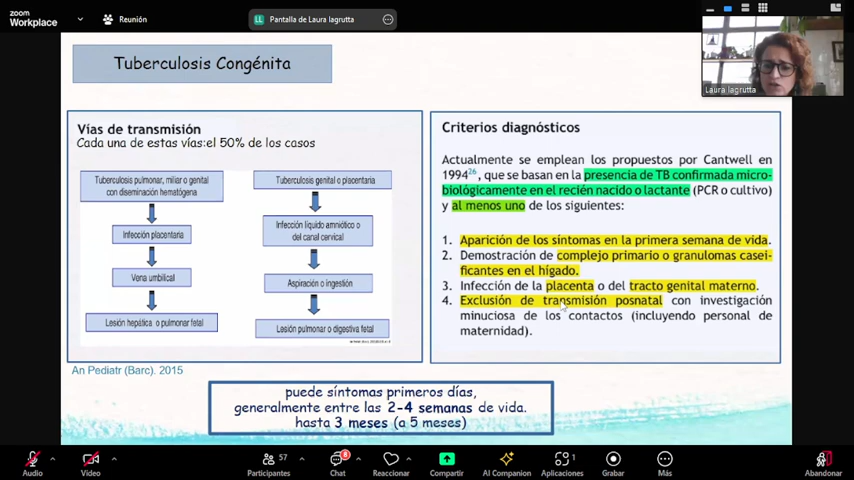 zoom
Workplace
Reunión
LL Pantalla de Laura lagrutta
Laura lagrutta
Tuberculosis Congénita
Vías de transmisión
Cada una de estas vías:el 50% de los casos
Tuberculosis pulmonar, miliar o genital
con diseminación hematógena
Infección placentaria
Vena umbilical
Lesión hepática o pulmonar fetal
Tuberculosis genital o placentaria
Infección líquido amniótico o
del canal cervical
Aspiración o ingestión
Lesión pulmonar o digestiva fetal
An Pediatr (Barc). 2015
Criterios diagnósticos
Actualmente se emplean los propuestos por Cantwell en
1994²⁶, que se basan en la presencia de TB confirmada micro-
biológicamente en el recién nacido o lactante (PCR o cultivo)
y al menos uno de los siguientes:
1. Aparición de los síntomas en la primera semana de vida.
2. Demostración de complejo primario o granulomas casei-
ficantes en el hígado.
3. Infección de la placenta o del tracto genital materno.
4. Exclusión de transmisión posnatal con investigación
minuciosa de los contactos (incluyendo personal de
maternidad).
puede síntomas primeros días,
generalmente entre las 2-4 semanas de vida.
hasta 3 meses (a 5 meses)
Audio
Vídeo
57
Participantes
8
Chat
Reaccionar
Compartir
AI Companion
1
Aplicaciones
Grabar
Más
Abandonar